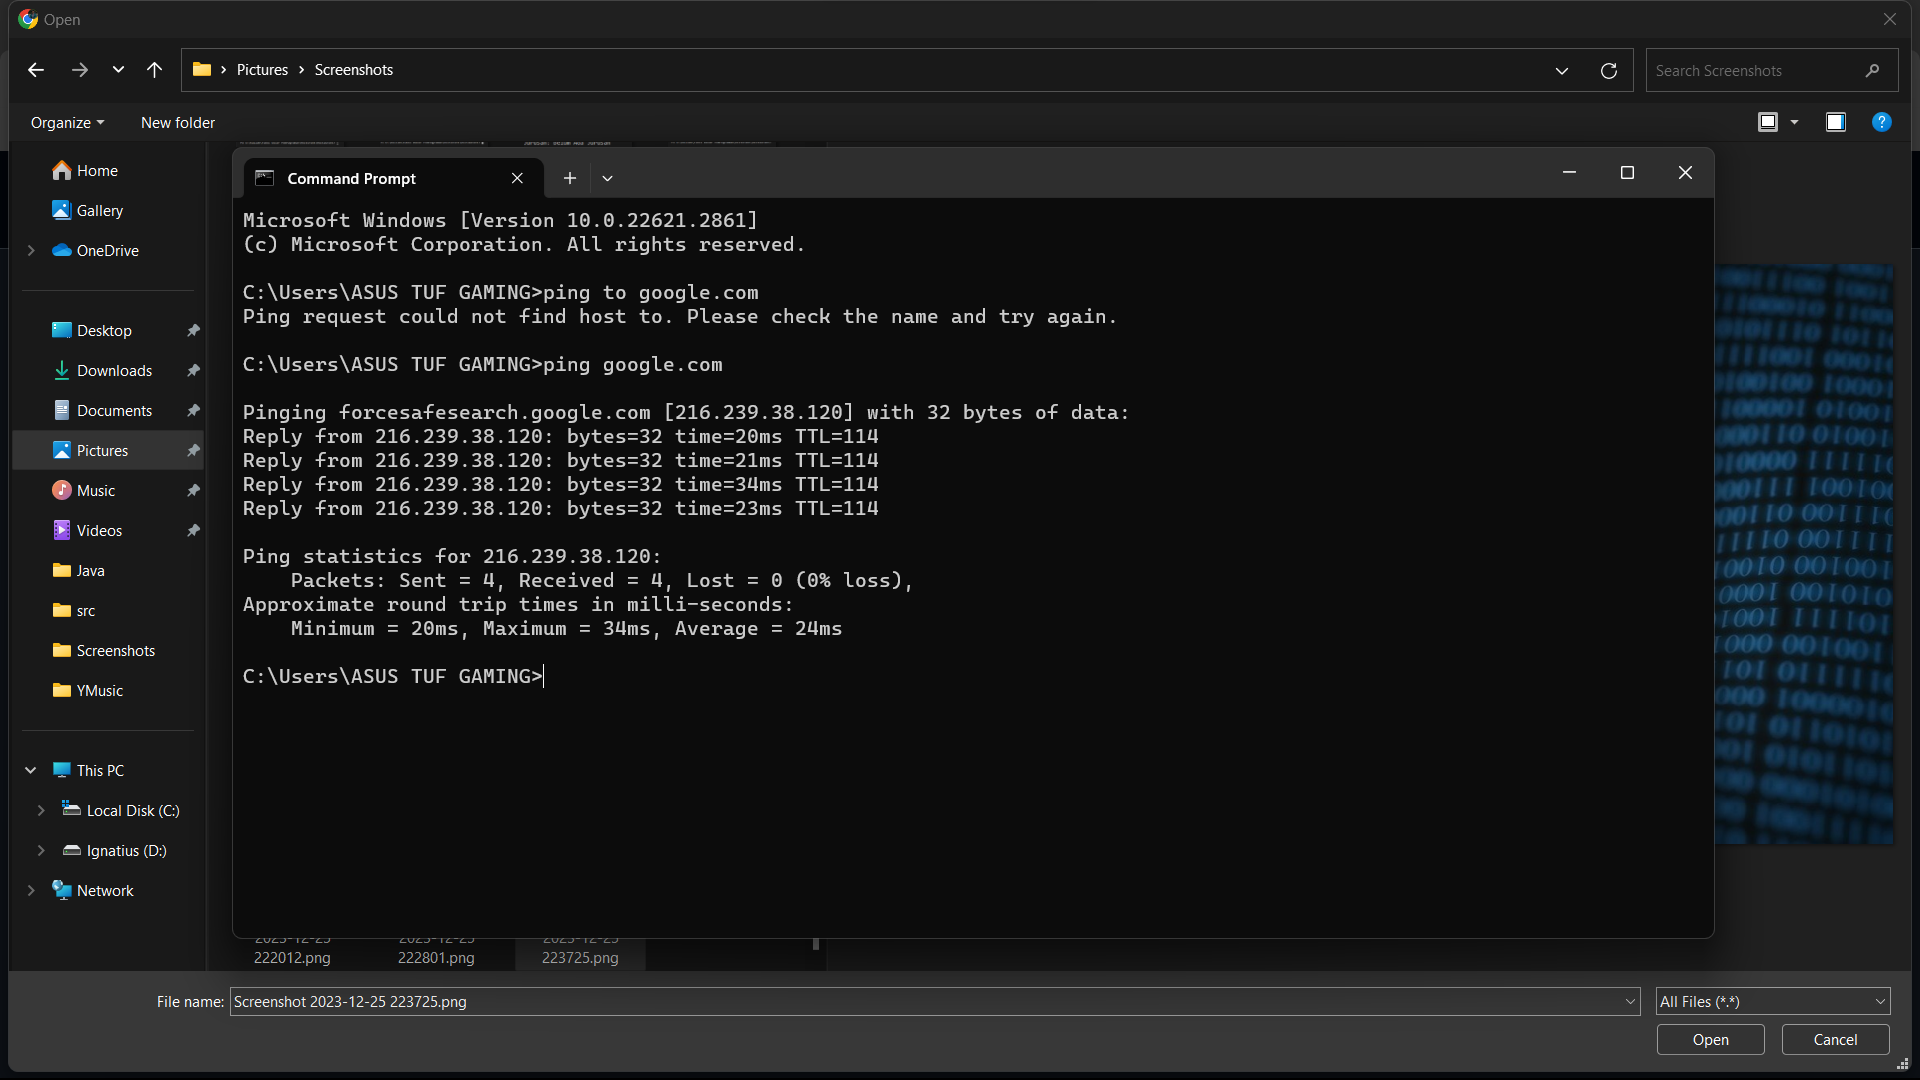 Open
Pictures > Screenshots
Search Screenshots
Organize
New folder
Home
Gallery
OneDrive
Desktop
Downloads
Documents
Pictures
Music
Videos
Java
src
Screenshots
YMusic
This PC
Local Disk (C:)
Ignatius (D:)
Network
Command Prompt
Microsoft Windows [Version 10.0.22621.2861]
(c) Microsoft Corporation. All rights reserved.
C:\Users\ASUS TUF GAMING>ping to google.com
Ping request could not find host to. Please check the name and try again.
C:\Users\ASUS TUF GAMING>ping google.com
Pinging forcesafesearch.google.com [216.239.38.120] with 32 bytes of data:
Reply from 216.239.38.120: bytes=32 time=20ms TTL=114
Reply from 216.239.38.120: bytes=32 time=21ms TTL=114
Reply from 216.239.38.120: bytes=32 time=34ms TTL=114
Reply from 216.239.38.120: bytes=32 time=23ms TTL=114
Ping statistics for 216.239.38.120:
Packets: Sent = 4, Received = 4, Lost = 0 (0% loss),
Approximate round trip times in milli-seconds:
Minimum = 20ms, Maximum = 34ms, Average = 24ms
C:\Users\ASUS TUF GAMING>
2023-12-25 2023-12-25 2023-12-25
222012.png 222801.png 223725.png
File name: Screenshot 2023-12-25 223725.png
All Files (*.*)
Open
Cancel